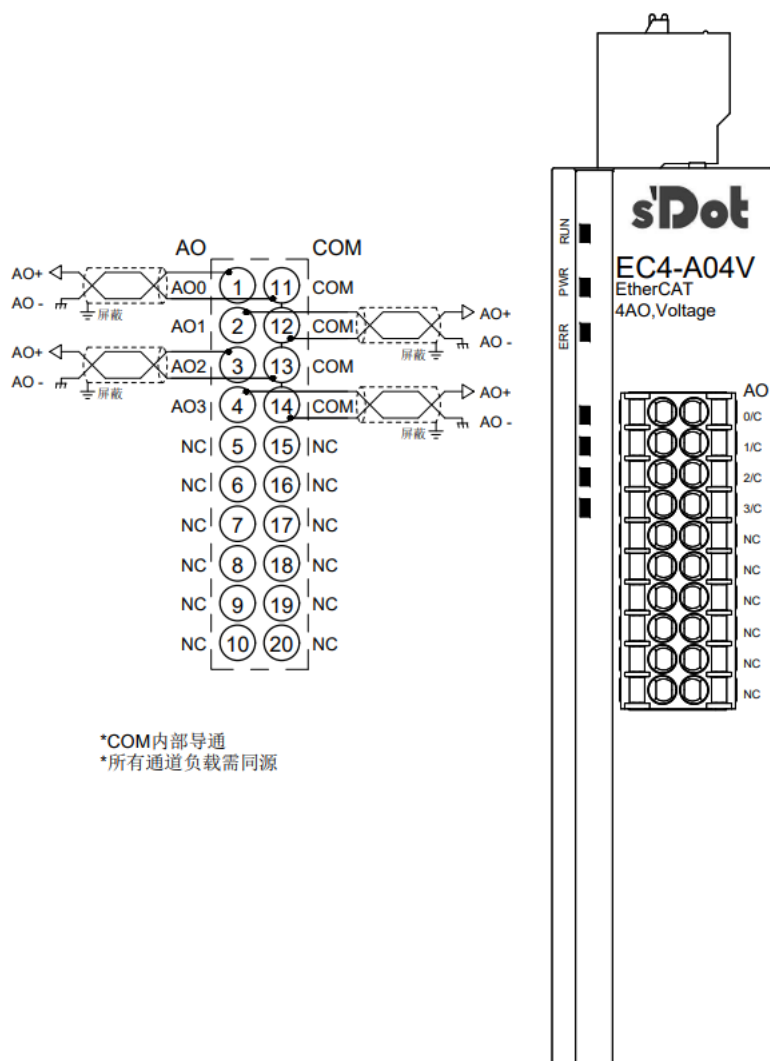 AO COM
AO+ AO0 1 11 COM
AO -
屏蔽
AO1 2 12 COM AO+
AO -
屏蔽
AO+ AO2 3 13 COM
AO -
屏蔽
AO3 4 14 COM AO+
AO -
屏蔽
NC 5 15 NC
NC 6 16 NC
NC 7 17 NC
NC 8 18 NC
NC 9 19 NC
NC 10 20 NC
*COM内部导通
*所有通道负载需同源
s'Dot
RUN
PWR
ERR
EC4-A04V
EtherCAT
4AO,Voltage
AO
0/C
1/C
2/C
3/C
NC
NC
NC
NC
NC
NC